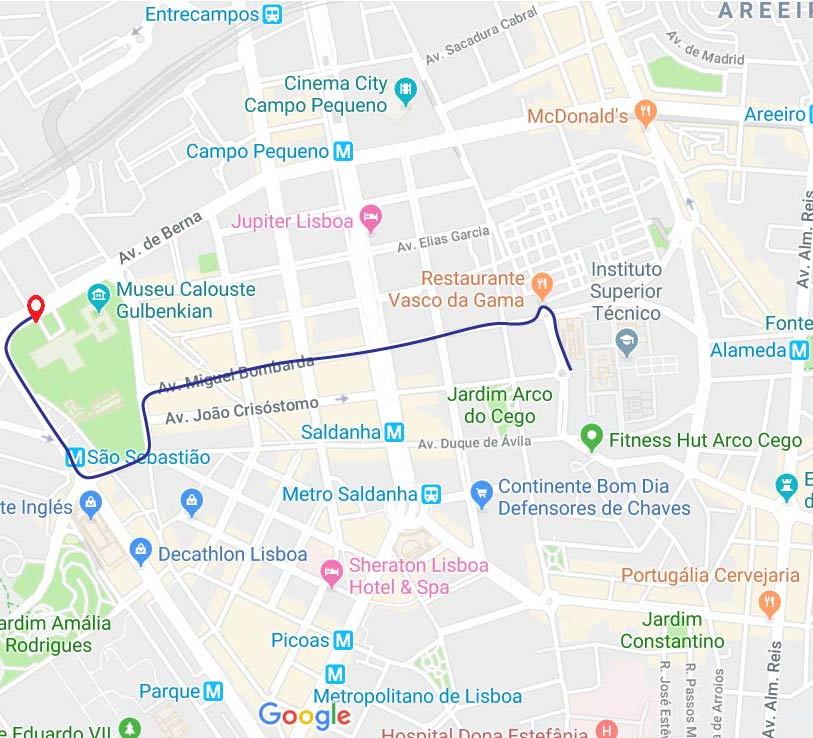 Entrecampos
AREEIR
Av. Sacadura Cabral
Av. de Madrid
Cinema City
Campo Pequeno
McDonald's
Areeiro
Campo Pequeno M
Av. Alm. Reis
Jupiter Lisboa
Av. de Berna
Av. Elias Garcia
Restaurante
Vasco da Gama
Instituto
Superior
Técnico
Museu Calouste
Gulbenkian
Fonte
Alameda M
Av. Miguel Bombarda
Av. João Crisóstomo
Jardim Arco
do Cego
Saldanha M
Av. Duque de Ávila
Fitness Hut Arco Cego
M São Sebastião
te Inglés
Metro Saldanha
Continente Bom Dia
Defensores de Chaves
E
d
Decathlon Lisboa
Sheraton Lisboa
Hotel & Spa
Portugália Cervejaria
ardim Amália
Rodrigues
Jardim
Constantino
Picoas M
M
Metropolitano de Lisboa
Parque M
R. José Estêv
R. Passos M
a de Arroios
Av. Alm. Reis
Google
e Eduardo VII
Hospital Dona Estefânia H